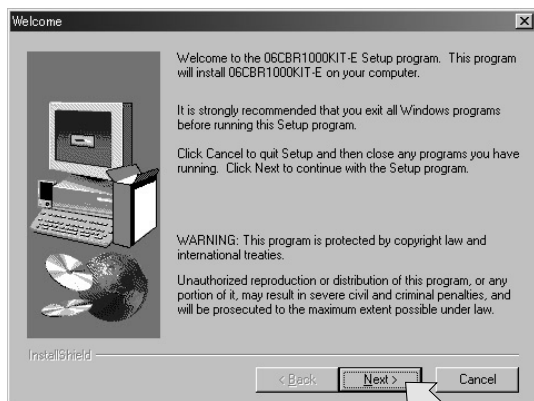 Welcome
Welcome to the 06CBR1000KIT-E Setup program. This program
will install 06CBR1000KIT-E on your computer.
It is strongly recommended that you exit all Windows programs
before running this Setup program.
Click Cancel to quit Setup and then close any programs you have
running. Click Next to continue with the Setup program.
WARNING: This program is protected by copyright law and
international treaties.
Unauthorized reproduction or distribution of this program, or any
portion of it, may result in severe civil and criminal penalties, and
will be prosecuted to the maximum extent possible under law.
InstallShield
< Back Next > Cancel